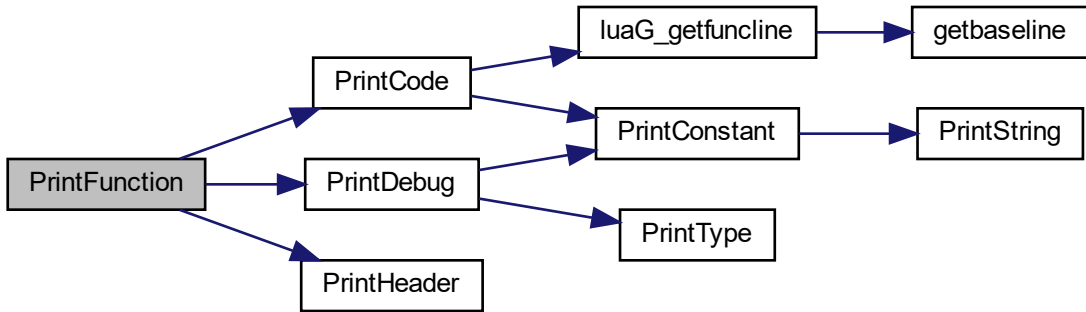 luaG_getfuncline
getbaseline
PrintCode
PrintConstant
PrintString
PrintFunction
PrintDebug
PrintType
PrintHeader